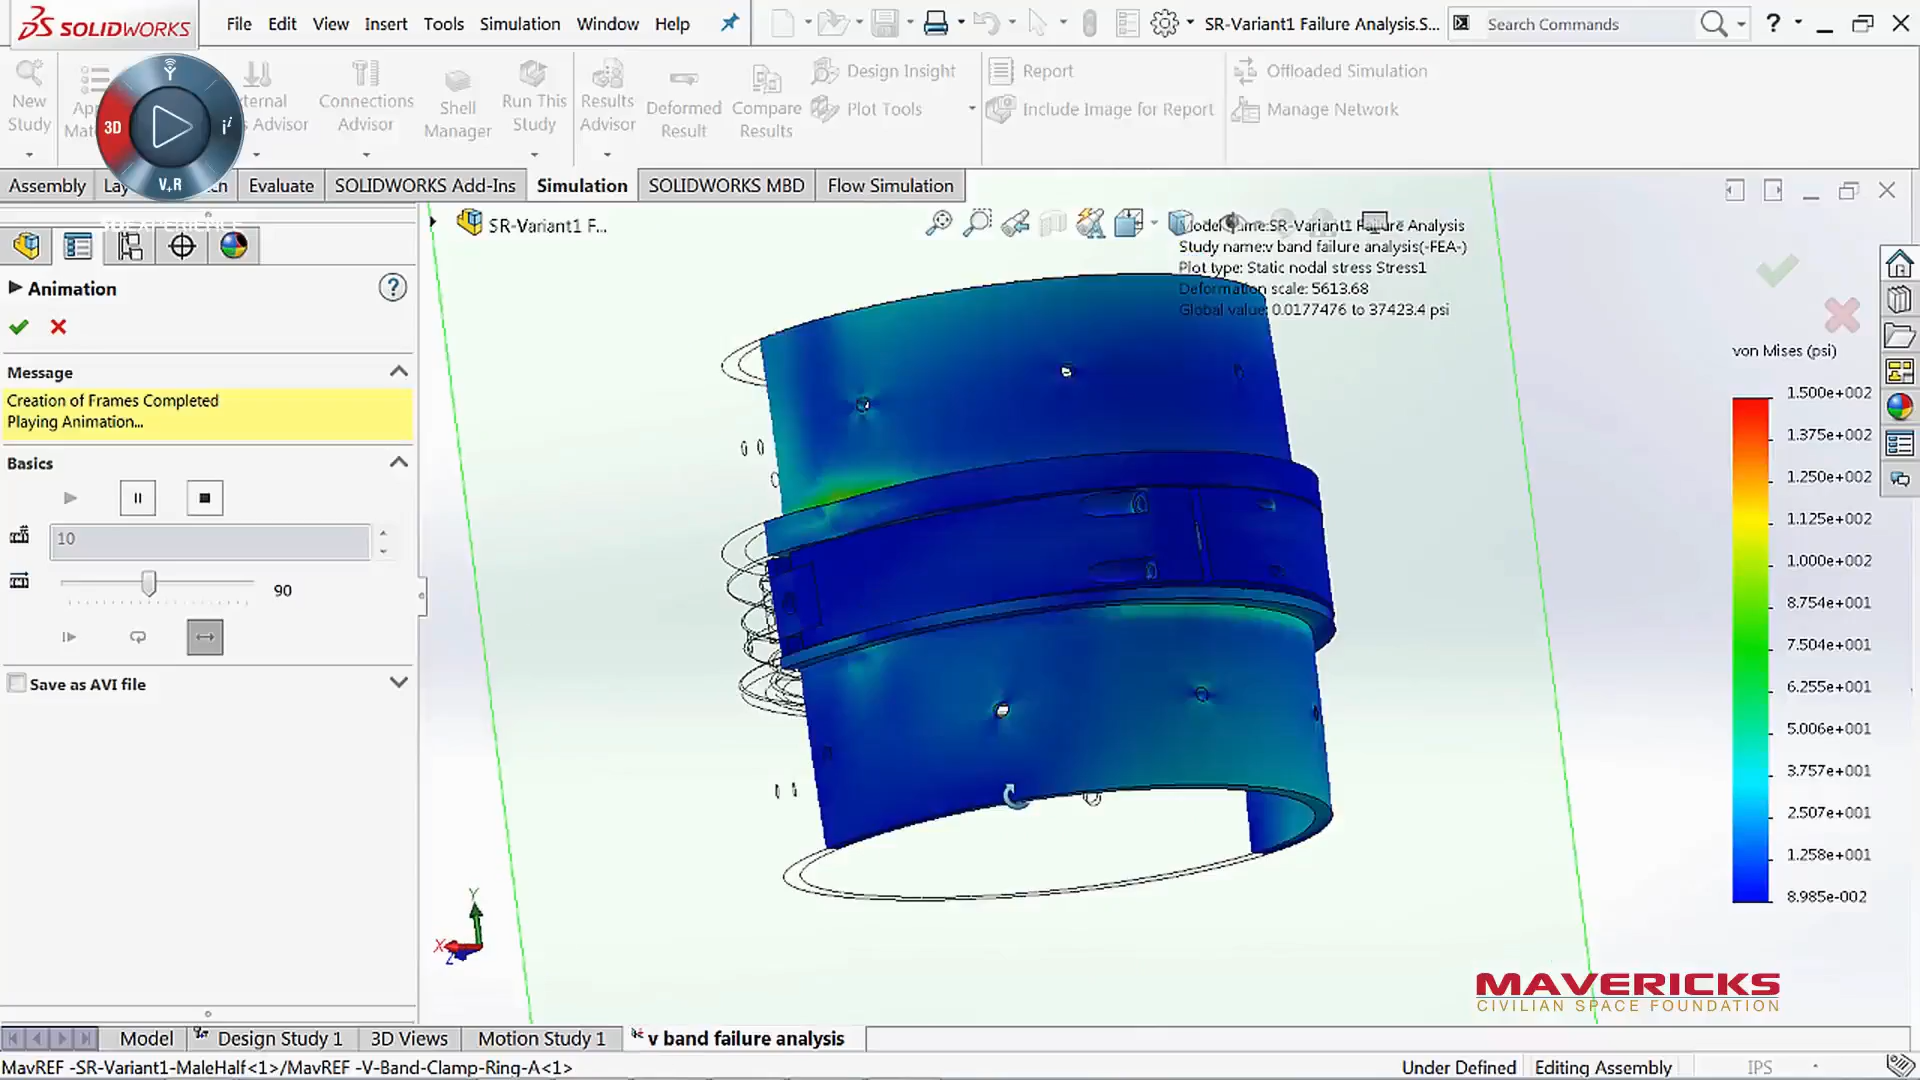 SOLIDWORKS
File Edit View Insert Tools Simulation Window Help
SR-Variant1 Failure Analysis.S...
Search Commands
?
New
Study
Connections
Advisor
Shell
Manager
Run This
Study
Results
Advisor
Deformed
Result
Compare
Results
Design Insight
Plot Tools
Report
Include Image for Report
Offloaded Simulation
Manage Network
Advisor
3D
V+R
Assembly
Evaluate
SOLIDWORKS Add-Ins
Simulation
SOLIDWORKS MBD
Flow Simulation
SR-Variant1 F...
Model name:SR-Variant1 Failure Analysis
Study name:v band failure analysis(-FEA-)
Plot type: Static nodal stress Stress1
Deformation scale: 5613.68
Global value: 0.0177476 to 37423.4 psi
Animation
?
Message
Creation of Frames Completed
Playing Animation...
Basics
10
90
Save as AVI file
von Mises (psi)
1.500e+002
1.375e+002
1.250e+002
1.125e+002
1.000e+002
8.754e+001
7.504e+001
6.255e+001
5.006e+001
3.757e+001
2.507e+001
1.258e+001
8.985e-002
Y
X
Z
MAVERICKS
CIVILIAN SPACE FOUNDATION
Model
Design Study 1
3D Views
Motion Study 1
v band failure analysis
MavREF -SR-Variant1-MaleHalf<1>/MavREF -V-Band-Clamp-Ring-A<1>
Under Defined
Editing Assembly
IPS